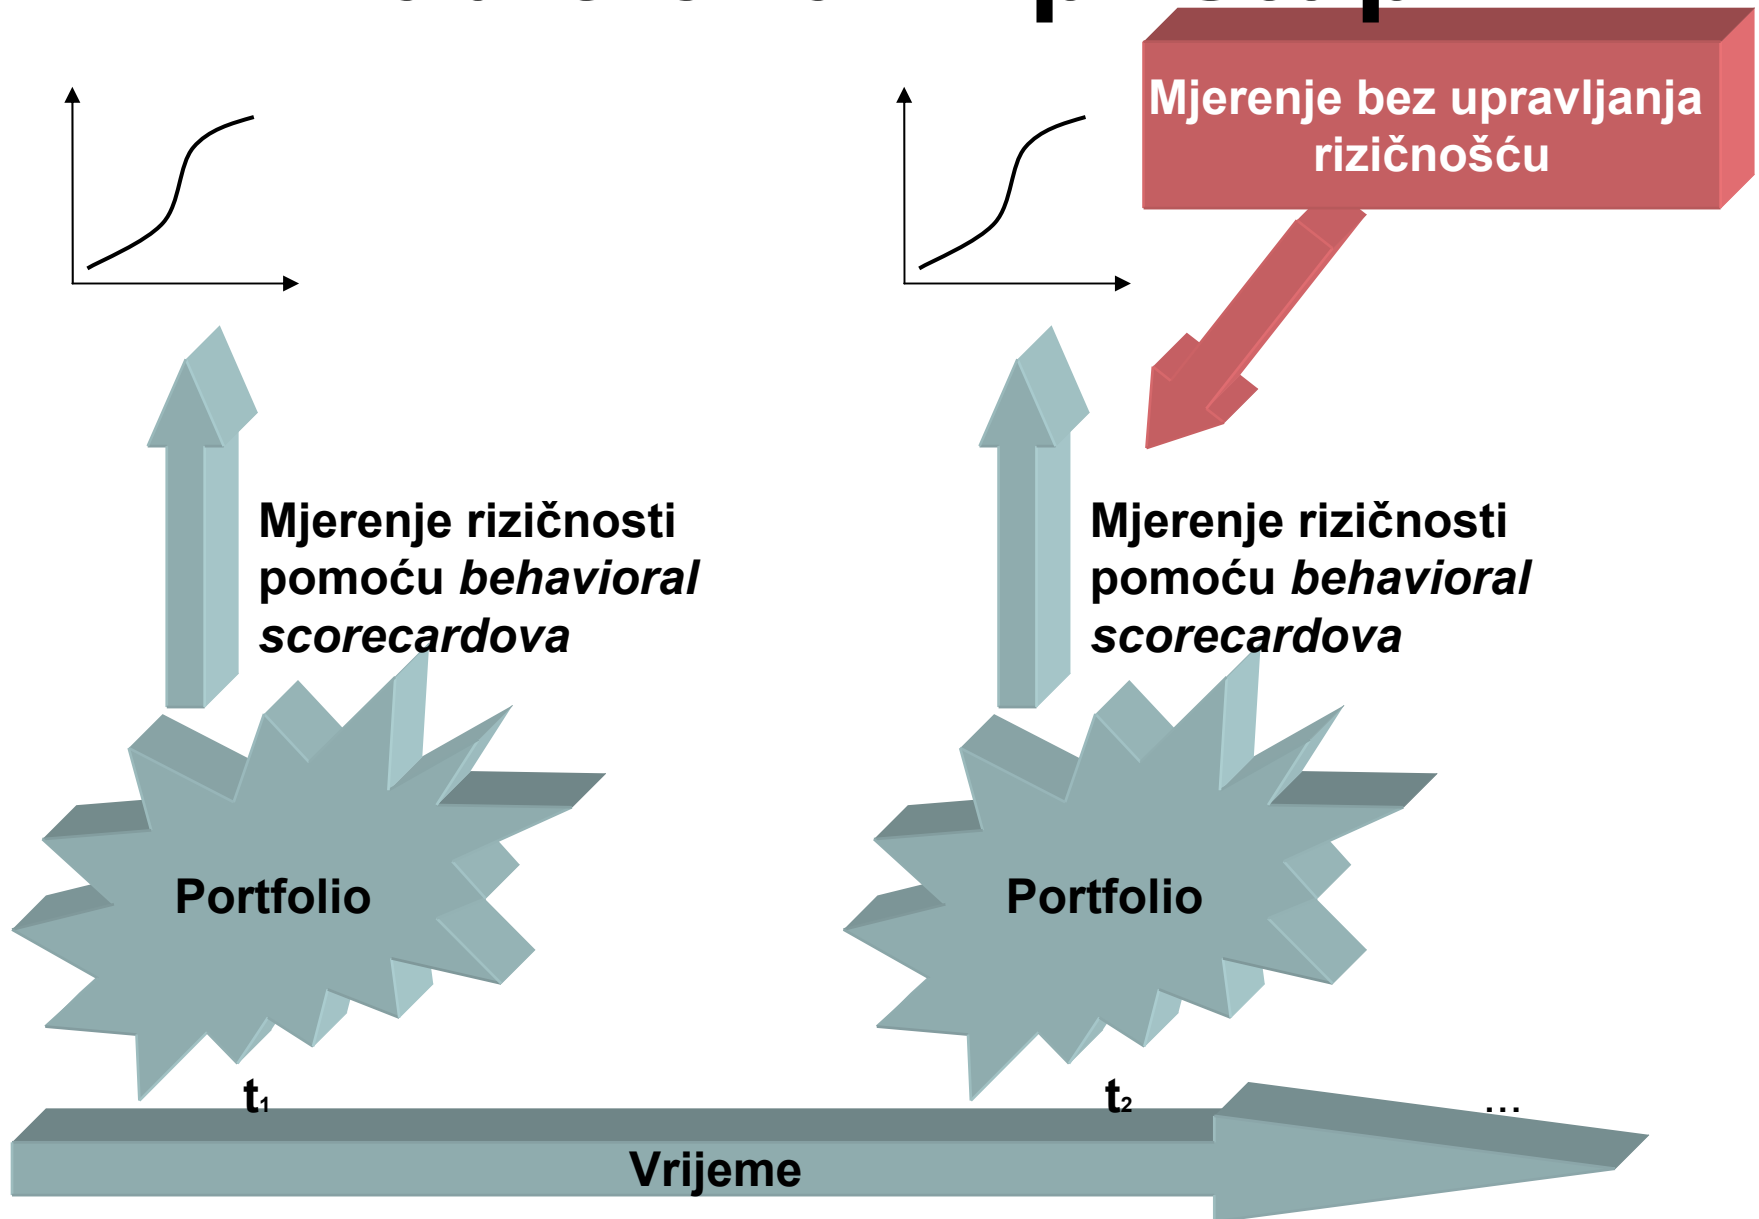 Mjerenje bez upravljanja
rizičnošću
Mjerenje rizičnosti
pomoću behavioral
scorecardova
Mjerenje rizičnosti
pomoću behavioral
scorecardova
Portfolio
Portfolio
t₁
t₂
...
Vrijeme